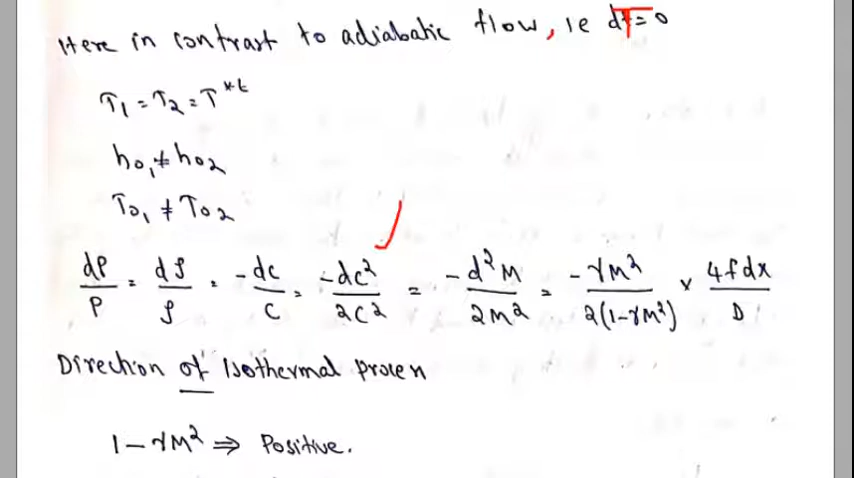 Here in contrast to adiabatic flow, ie dT=0
T₁ = T₂ = T*t
h₀₁ ≠ h₀₂
T₀₁ ≠ T₀₂
dP/P = dρ/ρ = -dc/c = -dc²/2c² = -d²M/2M² = -γM²/2(1-γM²) × 4fdx/D
Direction of Isothermal process
1-γM² ⇒ Positive.